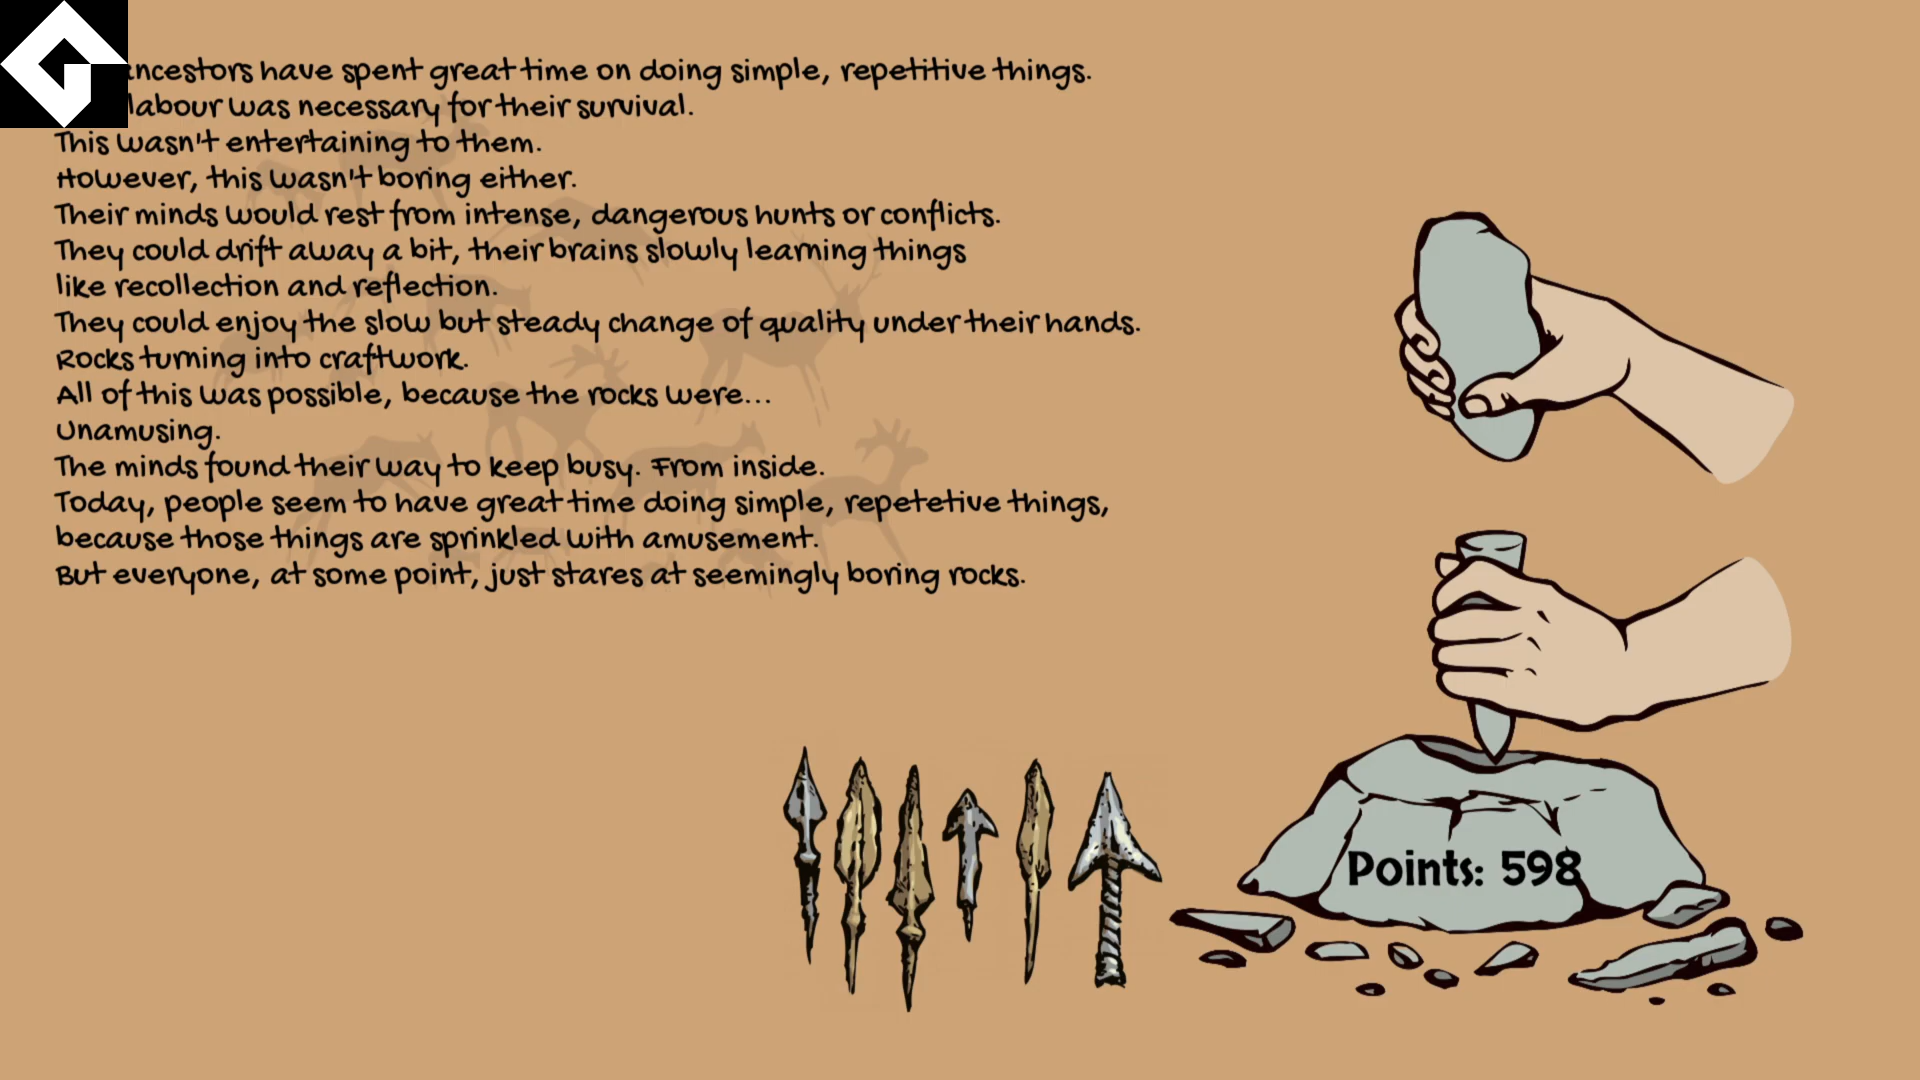 ancestors have spent great time on doing simple, repetitive things.
labour was necessary for their survival.
This wasn't entertaining to them.
However, this wasn't boring either.
Their minds would rest from intense, dangerous hunts or conflicts.
They could drift away a bit, their brains slowly learning things
like recollection and reflection.
They could enjoy the slow but steady change of quality under their hands.
Rocks turning into craftwork.
All of this was possible, because the rocks were...
Unamusing.
The minds found their way to keep busy. From inside.
Today, people seem to have great time doing simple, repetetive things,
because those things are sprinkled with amusement.
But everyone, at some point, just stares at seemingly boring rocks.
Points: 598